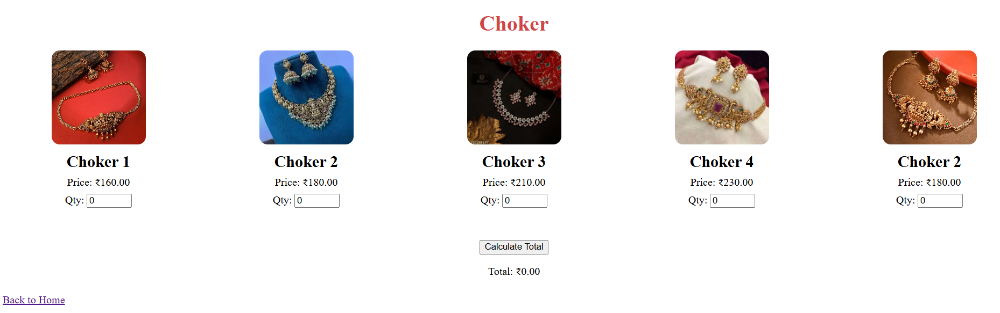 Choker
Choker 1
Price: ₹160.00
Qty: 0
Choker 2
Price: ₹180.00
Qty: 0
Choker 3
Price: ₹210.00
Qty: 0
Choker 4
Price: ₹230.00
Qty: 0
Choker 2
Price: ₹180.00
Qty: 0
Calculate Total
Total: ₹0.00
Back to Home